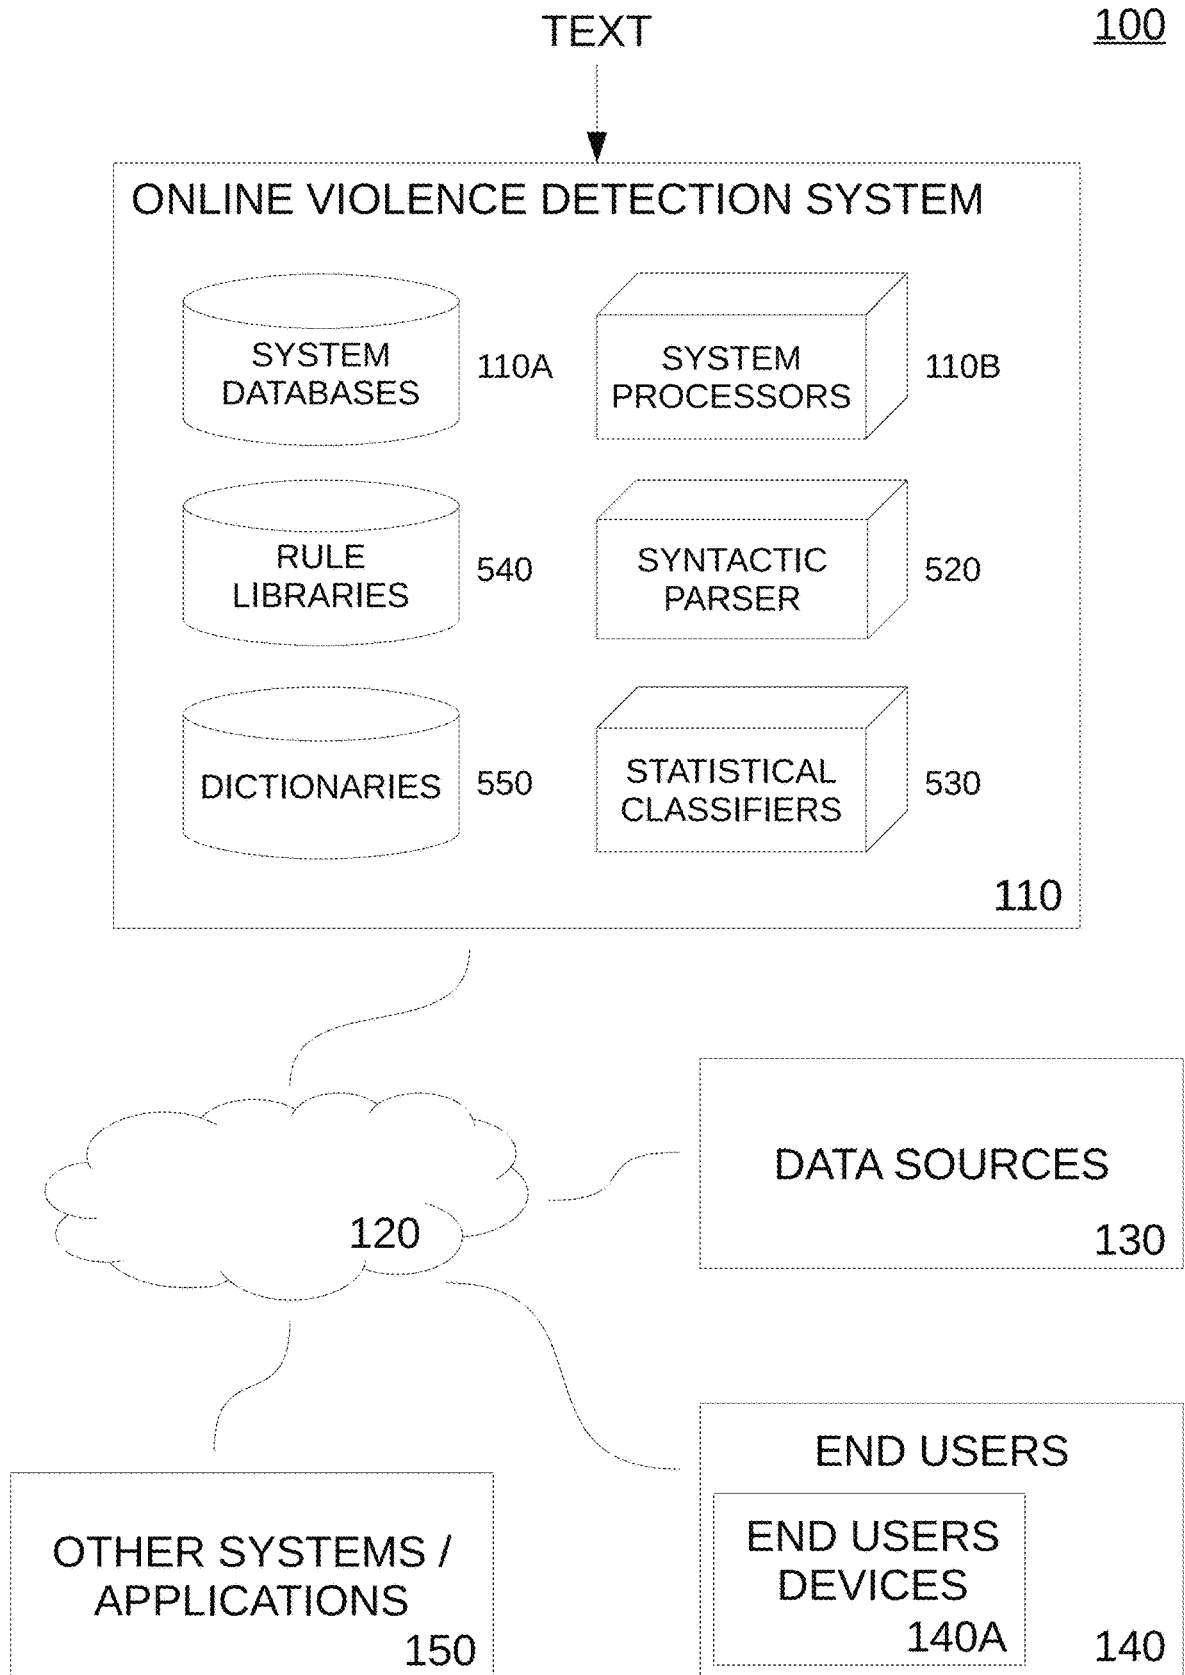 TEXT
100
ONLINE VIOLENCE DETECTION SYSTEM
SYSTEM
DATABASES
110A
SYSTEM
PROCESSORS
110B
RULE
LIBRARIES
540
SYNTACTIC
PARSER
520
DICTIONARIES
550
STATISTICAL
CLASSIFIERS
530
110
120
DATA SOURCES
130
END USERS
END USERS
DEVICES
140A
140
OTHER SYSTEMS /
APPLICATIONS
150